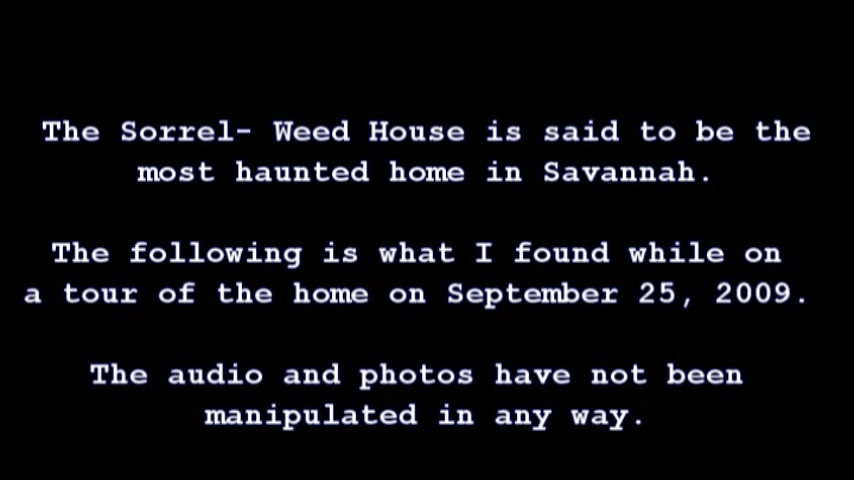 The Sorrel- Weed House is said to be the
most haunted home in Savannah.
The following is what I found while on
a tour of the home on September 25, 2009.
The audio and photos have not been
manipulated in any way.